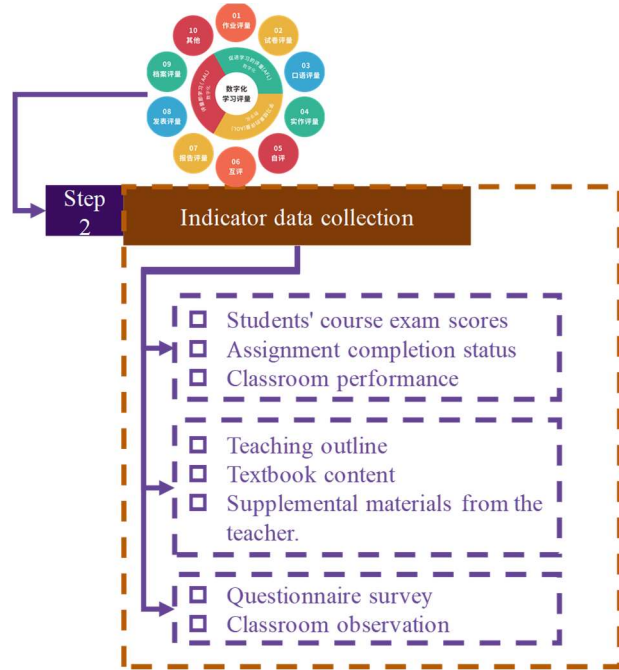 01
作业评量
02
试卷评量
03
口语评量
04
实作评量
05
自评
06
互评
07
报告评量
08
发表评量
09
档案评量
10
其他
数字化
学习评量
Step
2
Indicator data collection
Students' course exam scores
Assignment completion status
Classroom performance
Teaching outline
Textbook content
Supplemental materials from the
teacher.
Questionnaire survey
Classroom observation